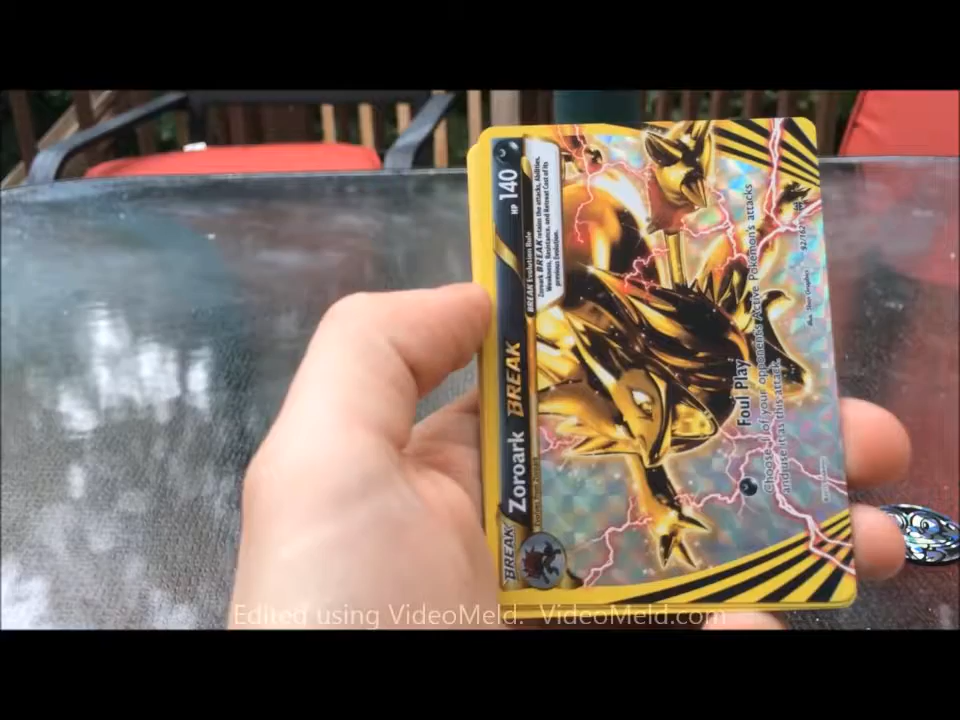 BREAK
Zoroark BREAK
HP 140
BREAK Evolution Rule
Zoroark BREAK retains the attacks, Abilities,
Weakness, Resistance, and Retreat Cost of its
previous Evolution.
Foul Play
Choose 1 of your opponent's Active Pokémon's attacks
and use it as this attack.
92/162
Edited using VideoMeld. VideoMeld.com